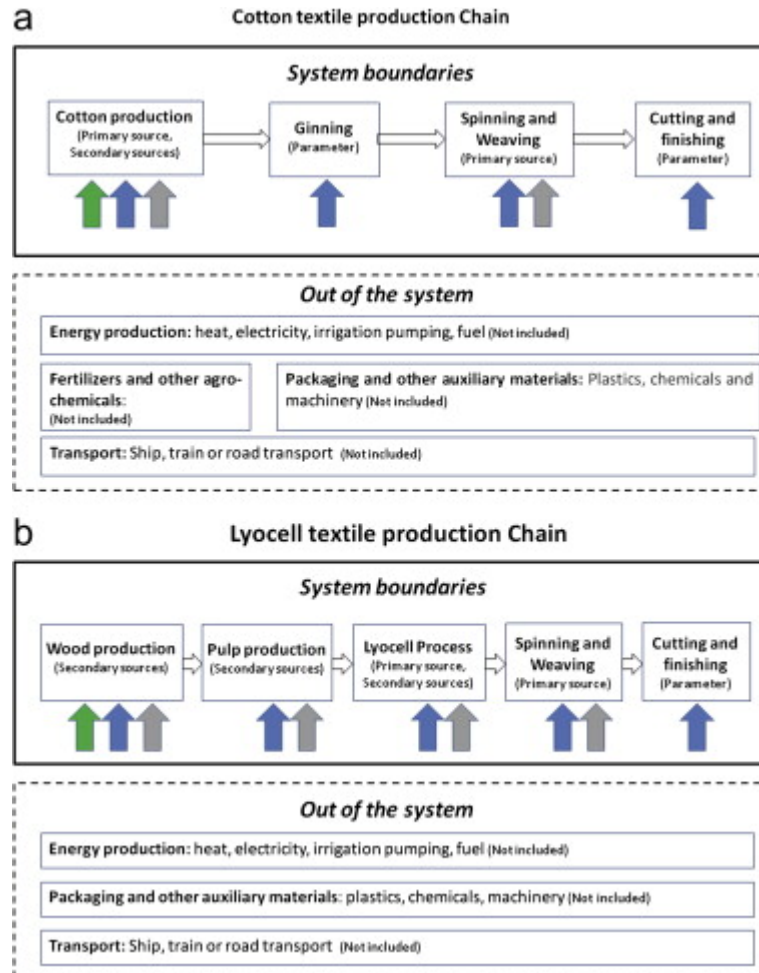 a
Cotton textile production Chain
System boundaries
Cotton production
(Primary source,
Secondary sources)
Ginning
(Parameter)
Spinning and
Weaving
(Primary source)
Cutting and
finishing
(Parameter)
Out of the system
Energy production: heat, electricity, irrigation pumping, fuel (Not included)
Fertilizers and other agro-
chemicals:
(Not included)
Packaging and other auxiliary materials: Plastics, chemicals and
machinery (Not included)
Transport: Ship, train or road transport (Not included)
b
Lyocell textile production Chain
System boundaries
Wood production
(Secondary sources)
Pulp production
(Secondary sources)
Lyocell Process
(Primary source,
Secondary sources)
Spinning and
Weaving
(Primary source)
Cutting and
finishing
(Parameter)
Out of the system
Energy production: heat, electricity, irrigation pumping, fuel (Not included)
Packaging and other auxiliary materials: plastics, chemicals, machinery (Not included)
Transport: Ship, train or road transport (Not included)